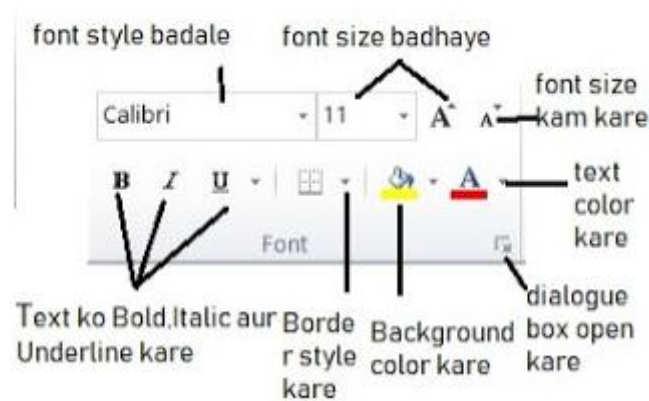 font style badale
font size badhaye
font size
kam kare
Calibri
11
A A
B I U
A
text
color
kare
Font
Text ko Bold,Italic aur
Underline kare
Borde
r style
kare
Background
color kare
dialogue
box open
kare